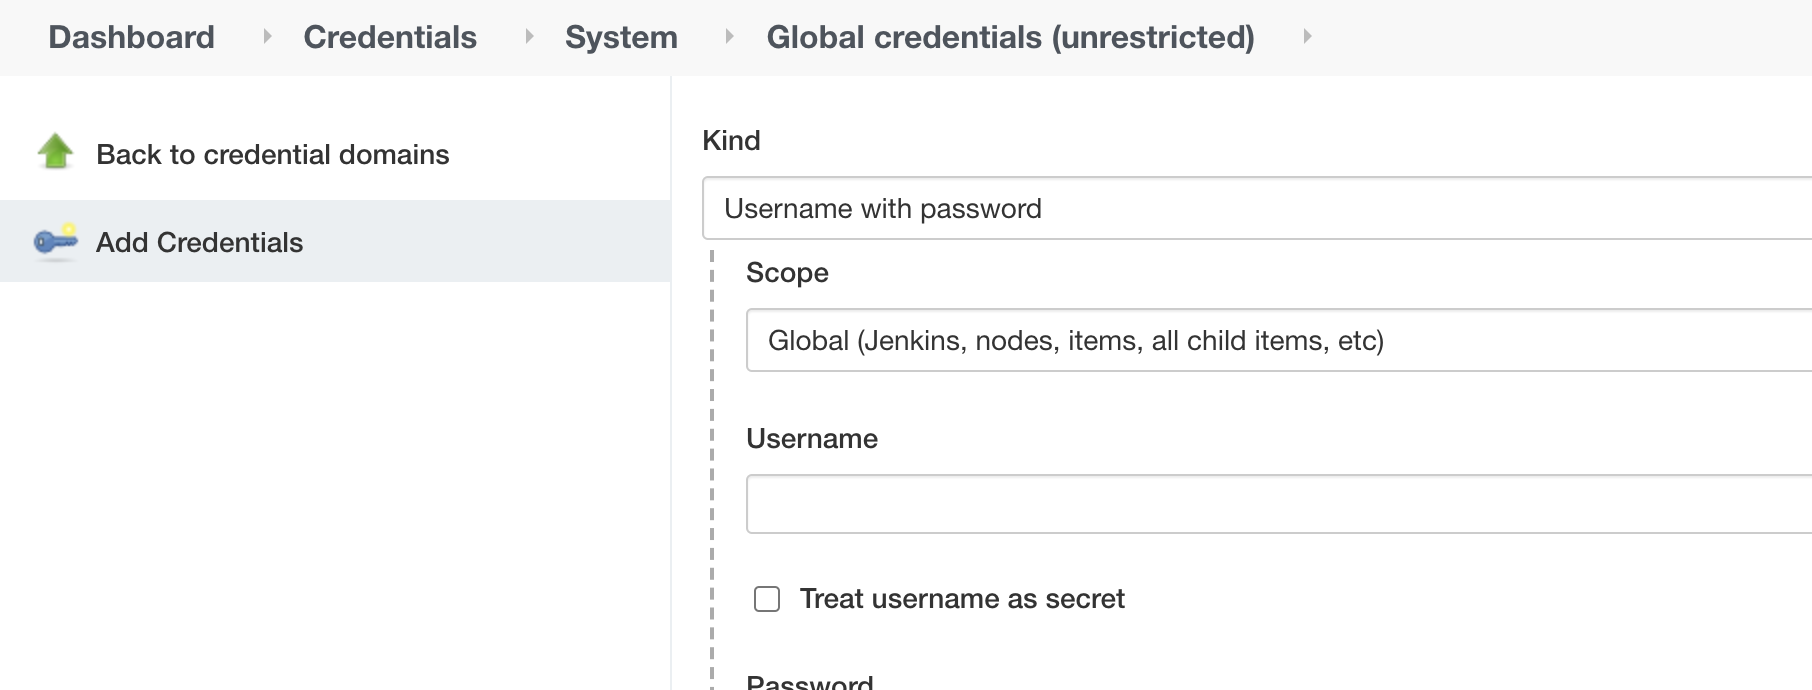 Dashboard Credentials System Global credentials (unrestricted)
Back to credential domains
Add Credentials
Kind
Username with password
Scope
Global (Jenkins, nodes, items, all child items, etc)
Username
Treat username as secret
Password